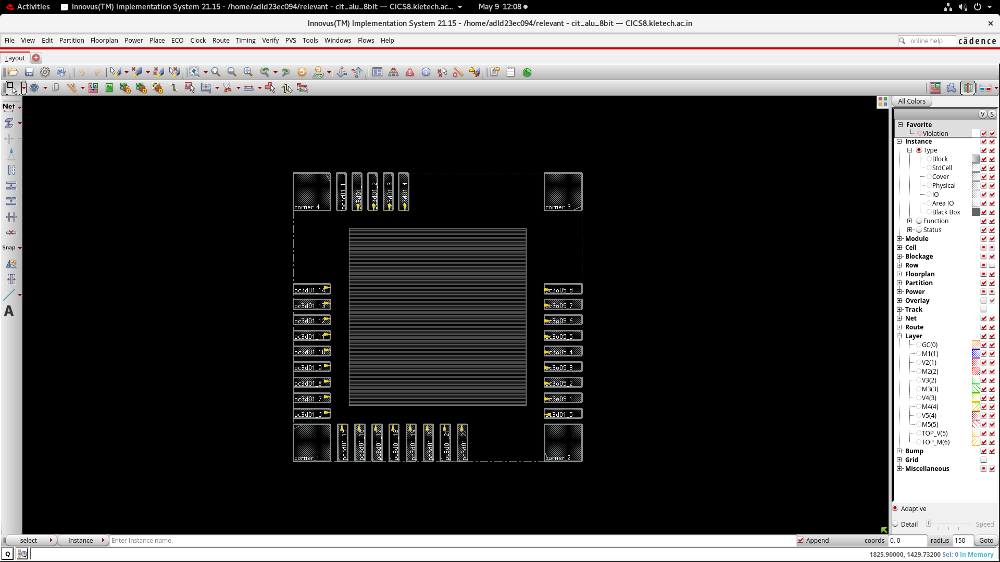 Activities Innovus(TM) Implementation System 21.15 - /home/adld23ec094/relevant - cit_alu_8bit — CICS8.kletech.ac... May 9 12:08
Innovus(TM) Implementation System 21.15 - /home/adld23ec094/relevant - cit_alu_8bit — CICS8.kletech.ac.in
File View Edit Partition Floorplan Power Place ECO Clock Route Timing Verify PVS Tools Windows Flows Help online help cādence
Layout
Net
All Colors
V S
Favorite
Violation
Instance
Type
Block
StdCell
Cover
Physical
IO
Area IO
Black Box
Function
Status
Module
Cell
Blockage
Row
Floorplan
Partition
Power
Overlay
Track
Net
Route
Layer
GC(0)
M1(1)
V2(1)
M2(2)
V3(2)
M3(3)
V4(3)
M4(4)
V5(4)
M5(5)
TOP_V(5)
TOP_M(6)
Bump
Grid
Miscellaneous
Adaptive
Detail Speed
Snap
A
corner_4
pc3c01_1
pc3d01_1
pc3d01_2
pc3d01_3
pc3d01_4
corner_3
pc3d01_14
pc3d01_13
pc3d01_12
pc3d01_11
pc3d01_10
pc3d01_9
pc3d01_8
pc3d01_7
pc3d01_6
pc3o05_8
pc3o05_7
pc3o05_6
pc3o05_5
pc3o05_4
pc3o05_3
pc3o05_2
pc3o05_1
pc3d01_5
corner_1
pc3d01_15
pc3d01_16
pc3d01_17
pc3d01_18
pc3d01_19
pc3d01_20
pc3d01_21
pc3d01_22
corner_2
select Instance Enter Instance name. Append coords 0, 0 radius 150 Goto
Q 1825.90000, 1429.73200 Sel: 0 In Memory